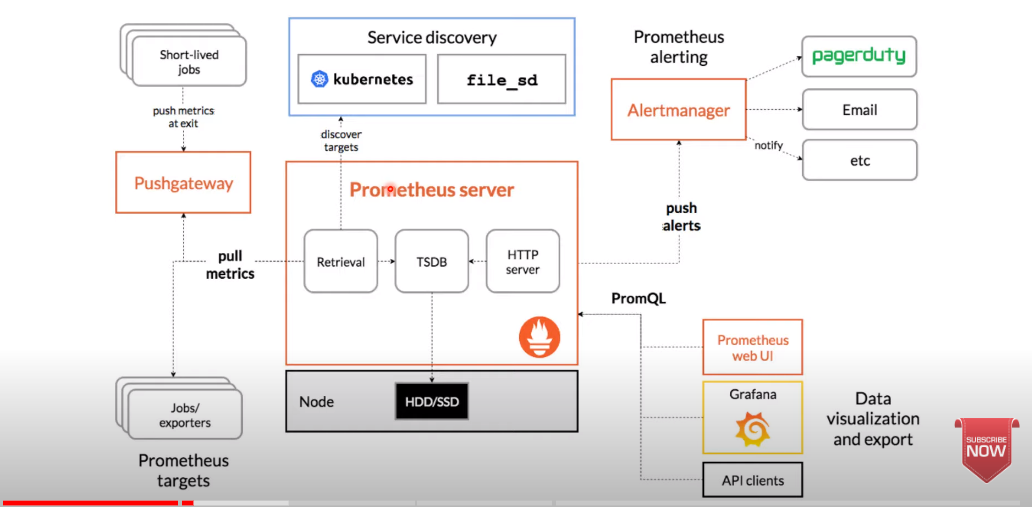 Short-lived
jobs
push metrics
at exit
Pushgateway
Service discovery
kubernetes
file_sd
discover
targets
Prometheus
alerting
Alertmanager
pagerduty
Email
notify
etc
Prometheus server
Retrieval
TSDB
HTTP
server
pull
metrics
push
alerts
PromQL
Node
HDD/SSD
Jobs/
exporters
Prometheus
targets
Prometheus
web UI
Grafana
API clients
Data
visualization
and export
SUBSCRIBE
NOW